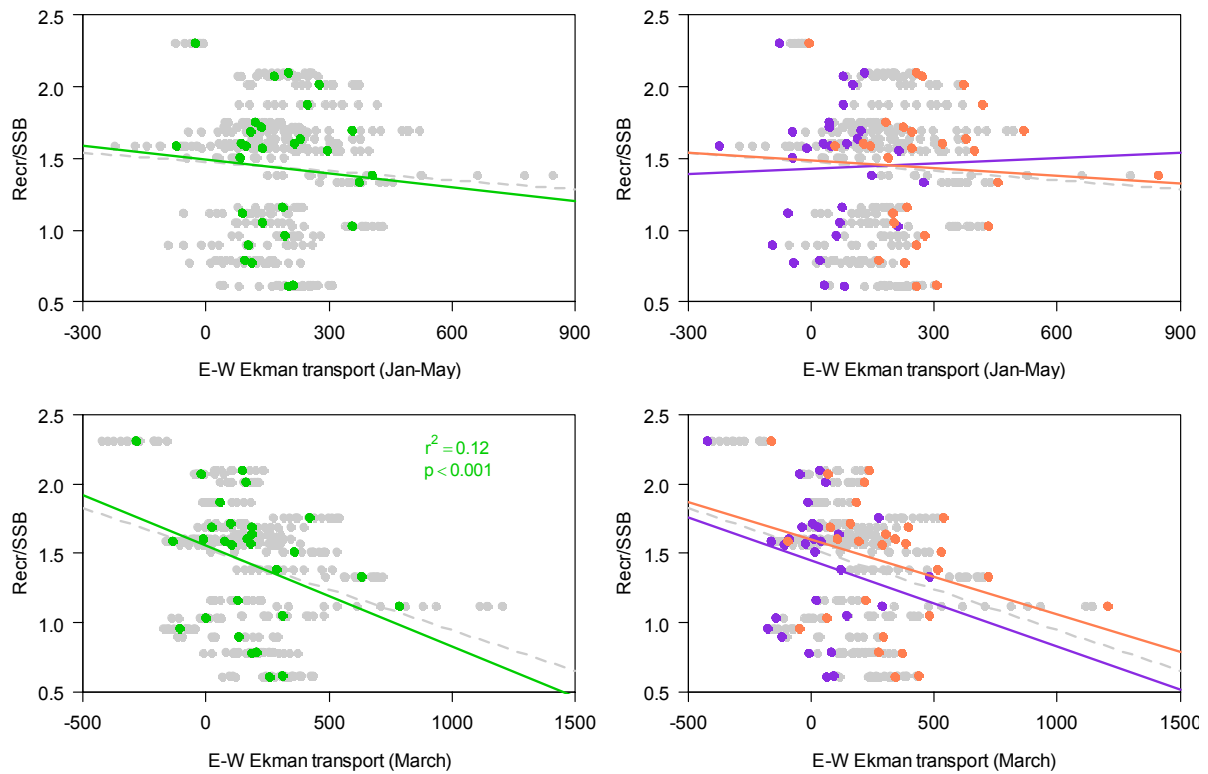 2.5
2.0
1.5
1.0
0.5
Recr/SSB
-300 0 300 600 900
E-W Ekman transport (Jan-May)
2.5
2.0
1.5
1.0
0.5
Recr/SSB
-300 0 300 600 900
E-W Ekman transport (Jan-May)
2.5
2.0
1.5
1.0
0.5
Recr/SSB
r² = 0.12
p < 0.001
-500 0 500 1000 1500
E-W Ekman transport (March)
2.5
2.0
1.5
1.0
0.5
Recr/SSB
-500 0 500 1000 1500
E-W Ekman transport (March)